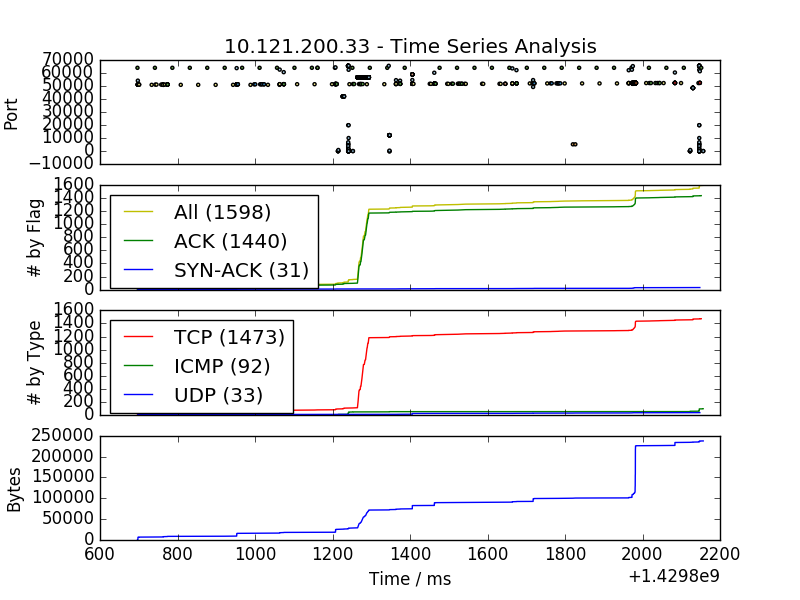 10.121.200.33 - Time Series Analysis
70000
60000
50000
40000
30000
20000
10000
0
−10000
Port
1600
1400
1200
1000
800
600
400
200
0
# by Flag
All (1598)
ACK (1440)
SYN-ACK (31)
1600
1400
1200
1000
800
600
400
200
0
# by Type
TCP (1473)
ICMP (92)
UDP (33)
250000
200000
150000
100000
50000
0
Bytes
600 800 1000 1200 1400 1600 1800 2000 2200
Time / ms
+1.4298e9